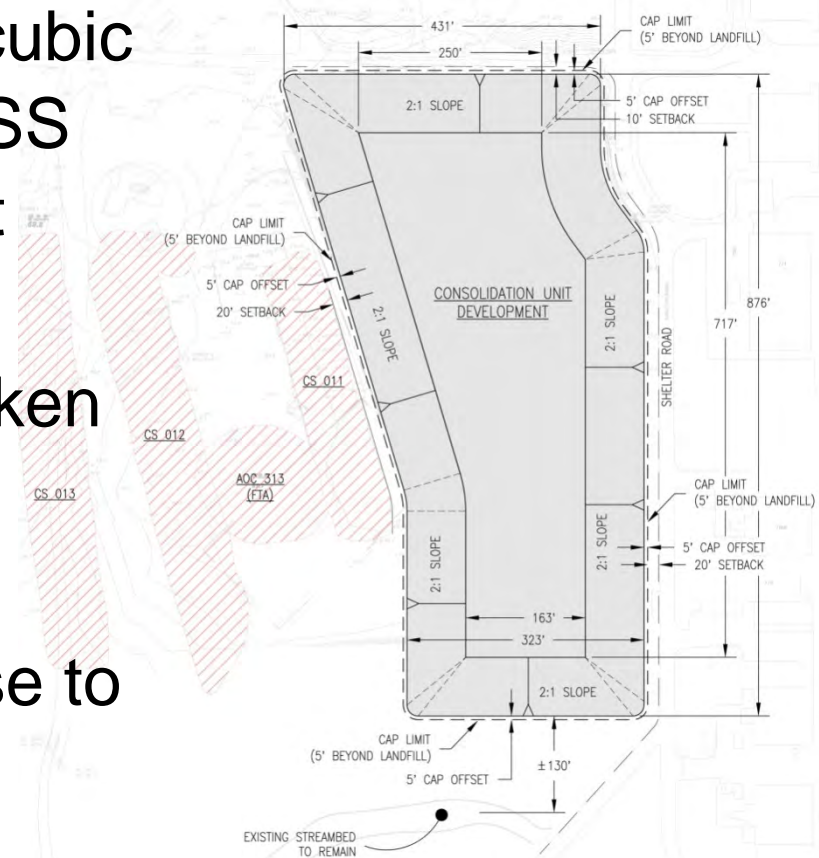 cubic
SS
t
ken
se to
431'
250'
CAP LIMIT
(5' BEYOND LANDFILL)
2:1 SLOPE
5' CAP OFFSET
10' SETBACK
CAP LIMIT
(5' BEYOND LANDFILL)
5' CAP OFFSET
20' SETBACK
2:1 SLOPE
CONSOLIDATION UNIT
DEVELOPMENT
2:1 SLOPE
717'
876'
SHELTER ROAD
CS 011
CS 012
CS 013
AOC 313
(FTA)
CAP LIMIT
(5' BEYOND LANDFILL)
2:1 SLOPE
2:1 SLOPE
5' CAP OFFSET
20' SETBACK
163'
323'
2:1 SLOPE
CAP LIMIT
(5' BEYOND LANDFILL)
5' CAP OFFSET
±130'
EXISTING STREAMBED
TO REMAIN